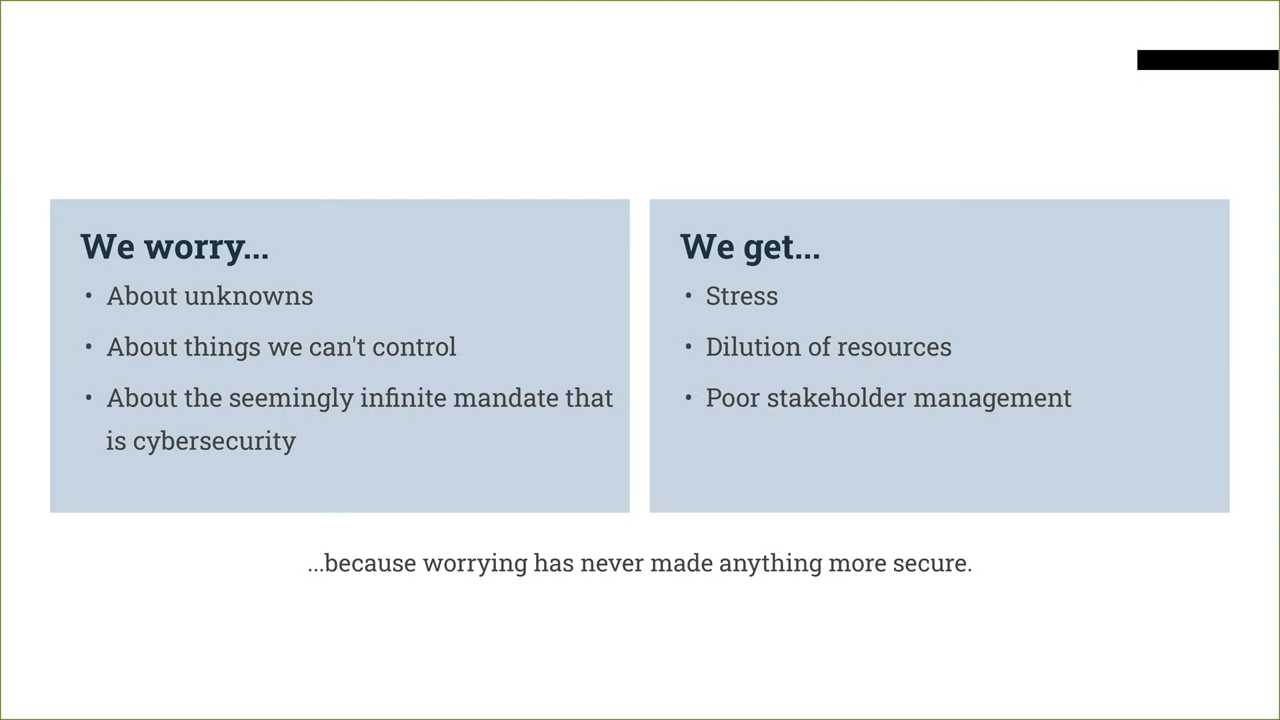 We worry...
• About unknowns
• About things we can't control
• About the seemingly infinite mandate that
is cybersecurity
We get...
• Stress
• Dilution of resources
• Poor stakeholder management
...because worrying has never made anything more secure.